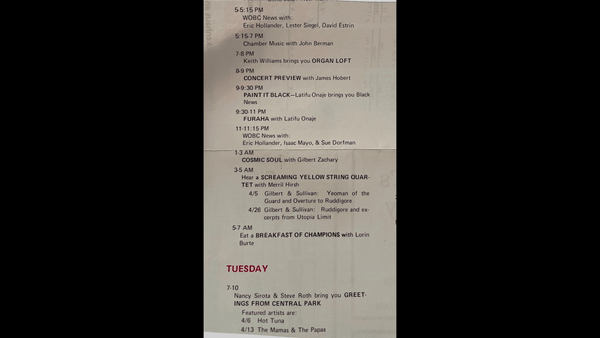 5-5:15 PM
WOBC News with:
Eric Hollander, Lester Siegel, David Estrin
5:15-7 PM
Chamber Music with John Berman
7-8 PM
Keith Williams brings you ORGAN LOFT
8-9 PM
CONCERT PREVIEW with James Hobert
9-9:30 PM
PAINT IT BLACK—Latifu Onaje brings you Black
News
9:30-11 PM
FURAHA with Latifu Onaje
11-11:15 PM
WOBC News with:
Eric Hollander, Isaac Mayo, & Sue Dorfman
1-3 AM
COSMIC SOUL with Gilbert Zachary
3-5 AM
Hear a SCREAMING YELLOW STRING QUAR-
TET with Merril Hirsh
4/5 Gilbert & Sullivan: Yeoman of the
Guard and Overture to Ruddigore
4/26 Gilbert & Sullivan: Ruddigore and ex-
cerpts from Utopia Limit
5-7 AM
Eat a BREAKFAST OF CHAMPIONS with Lorin
Burte
TUESDAY
7-10
Nancy Sirota & Steve Roth bring you GREET-
INGS FROM CENTRAL PARK
Featured artists are:
4/6 Hot Tuna
4/13 The Mamas & The Papas